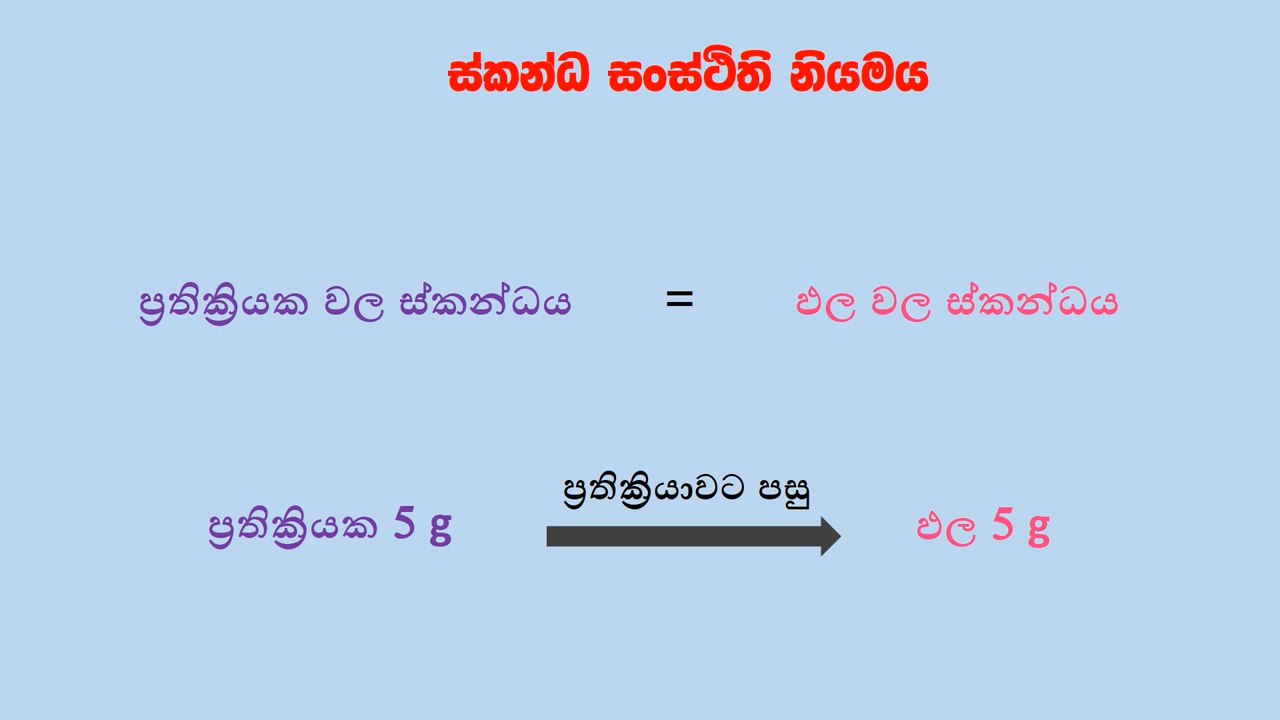 ස්කන්ධ සංස්ථිති නියමය
ප්‍රතික්‍රියක වල ස්කන්ධය = ඵල වල ස්කන්ධය
ප්‍රතික්‍රියාවට පසු
ප්‍රතික්‍රියක 5 g ඵල 5 g